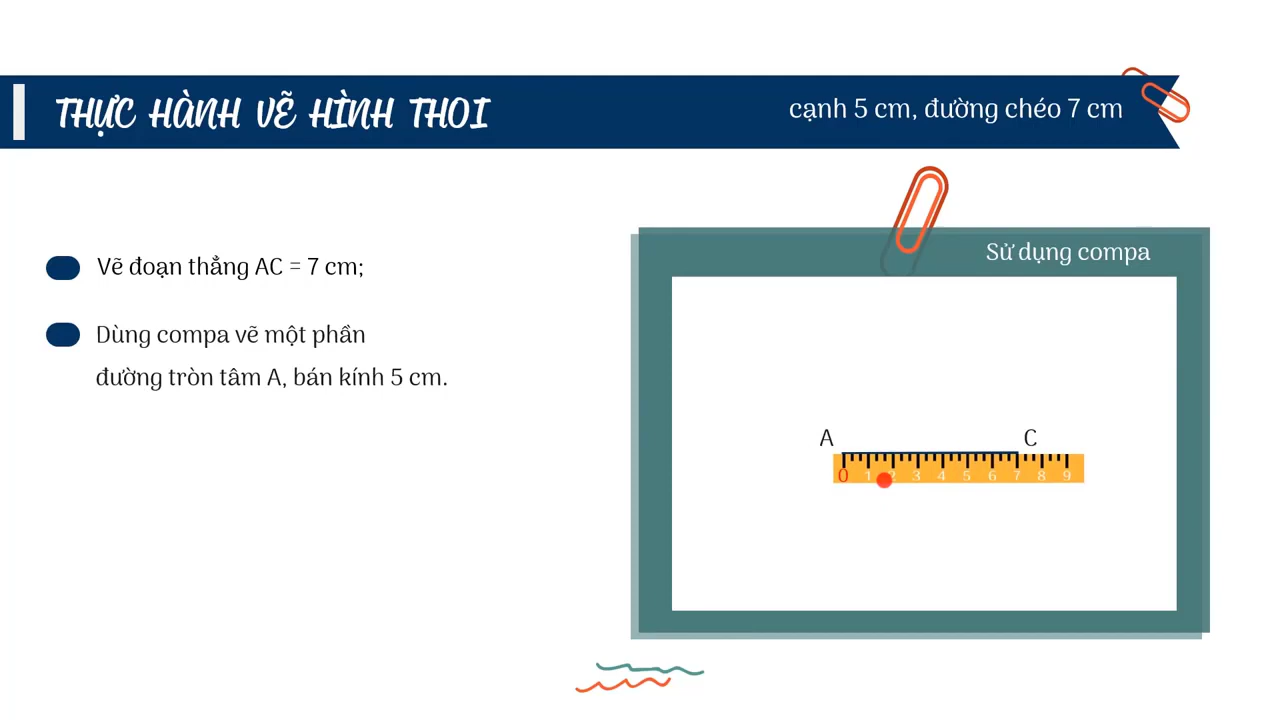 THỰC HÀNH VẼ HÌNH THOI
cạnh 5 cm, đường chéo 7 cm
Vẽ đoạn thẳng AC = 7 cm;
Dùng compa vẽ một phần
đường tròn tâm A, bán kính 5 cm.
Sử dụng compa
A C
0 1 2 3 4 5 6 7 8 9